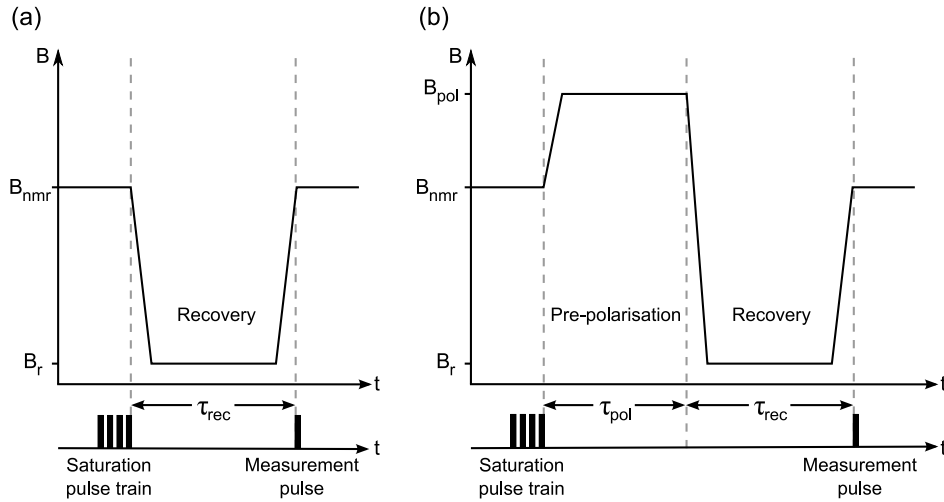 (a)
B
B_nmr
Recovery
B_r
t
τ_rec
t
Saturation
pulse train
Measurement
pulse
(b)
B
B_pol
B_nmr
Pre-polarisation
Recovery
B_r
t
τ_pol
τ_rec
t
Saturation
pulse train
Measurement
pulse